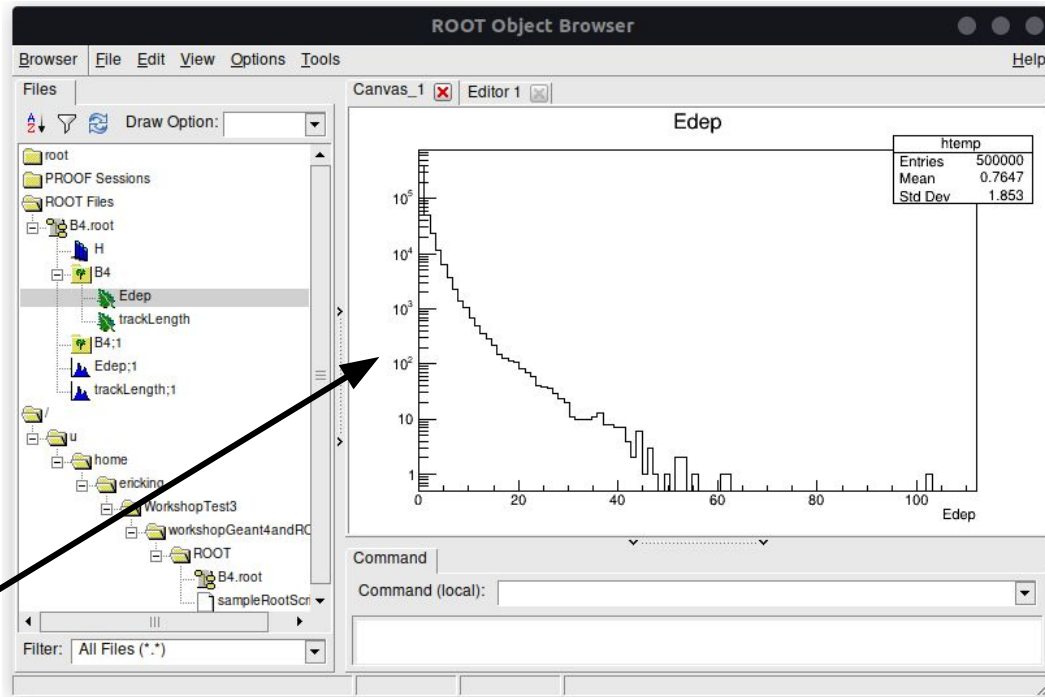 ROOT Object Browser
Browser File Edit View Options Tools Help
Files
Draw Option:
root
PROOF Sessions
ROOT Files
B4.root
H
B4
Edep
trackLength
B4;1
Edep;1
trackLength;1
/
u
home
ericking
WorkshopTest3
workshopGeant4andRO
ROOT
B4.root
sampleRootScri
Filter: All Files (*.*)
Canvas_1 Editor 1
Edep
htemp
Entries 500000
Mean 0.7647
Std Dev 1.853
10⁵
10⁴
10³
10²
10
1
0 20 40 60 80 100
Edep
Command
Command (local):